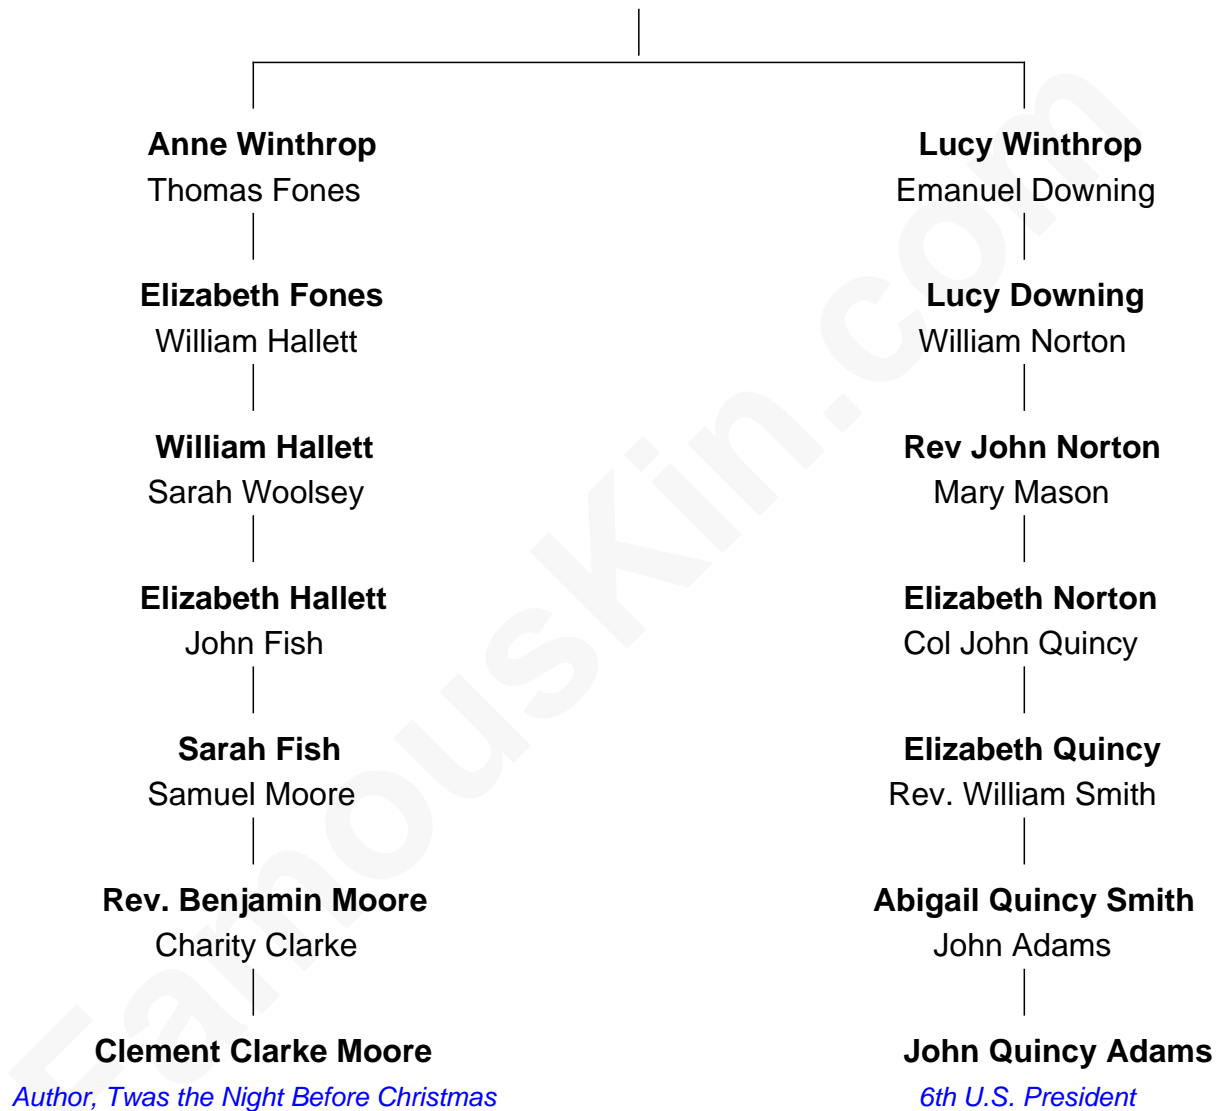 Anne Winthrop
Thomas Fones
Elizabeth Fones
William Hallett
William Hallett
Sarah Woolsey
Elizabeth Hallett
John Fish
Sarah Fish
Samuel Moore
Rev. Benjamin Moore
Charity Clarke
Clement Clarke Moore
Author, Twas the Night Before Christmas
Lucy Winthrop
Emanuel Downing
Lucy Downing
William Norton
Rev John Norton
Mary Mason
Elizabeth Norton
Col John Quincy
Elizabeth Quincy
Rev. William Smith
Abigail Quincy Smith
John Adams
John Quincy Adams
6th U.S. President
FamousKin.com